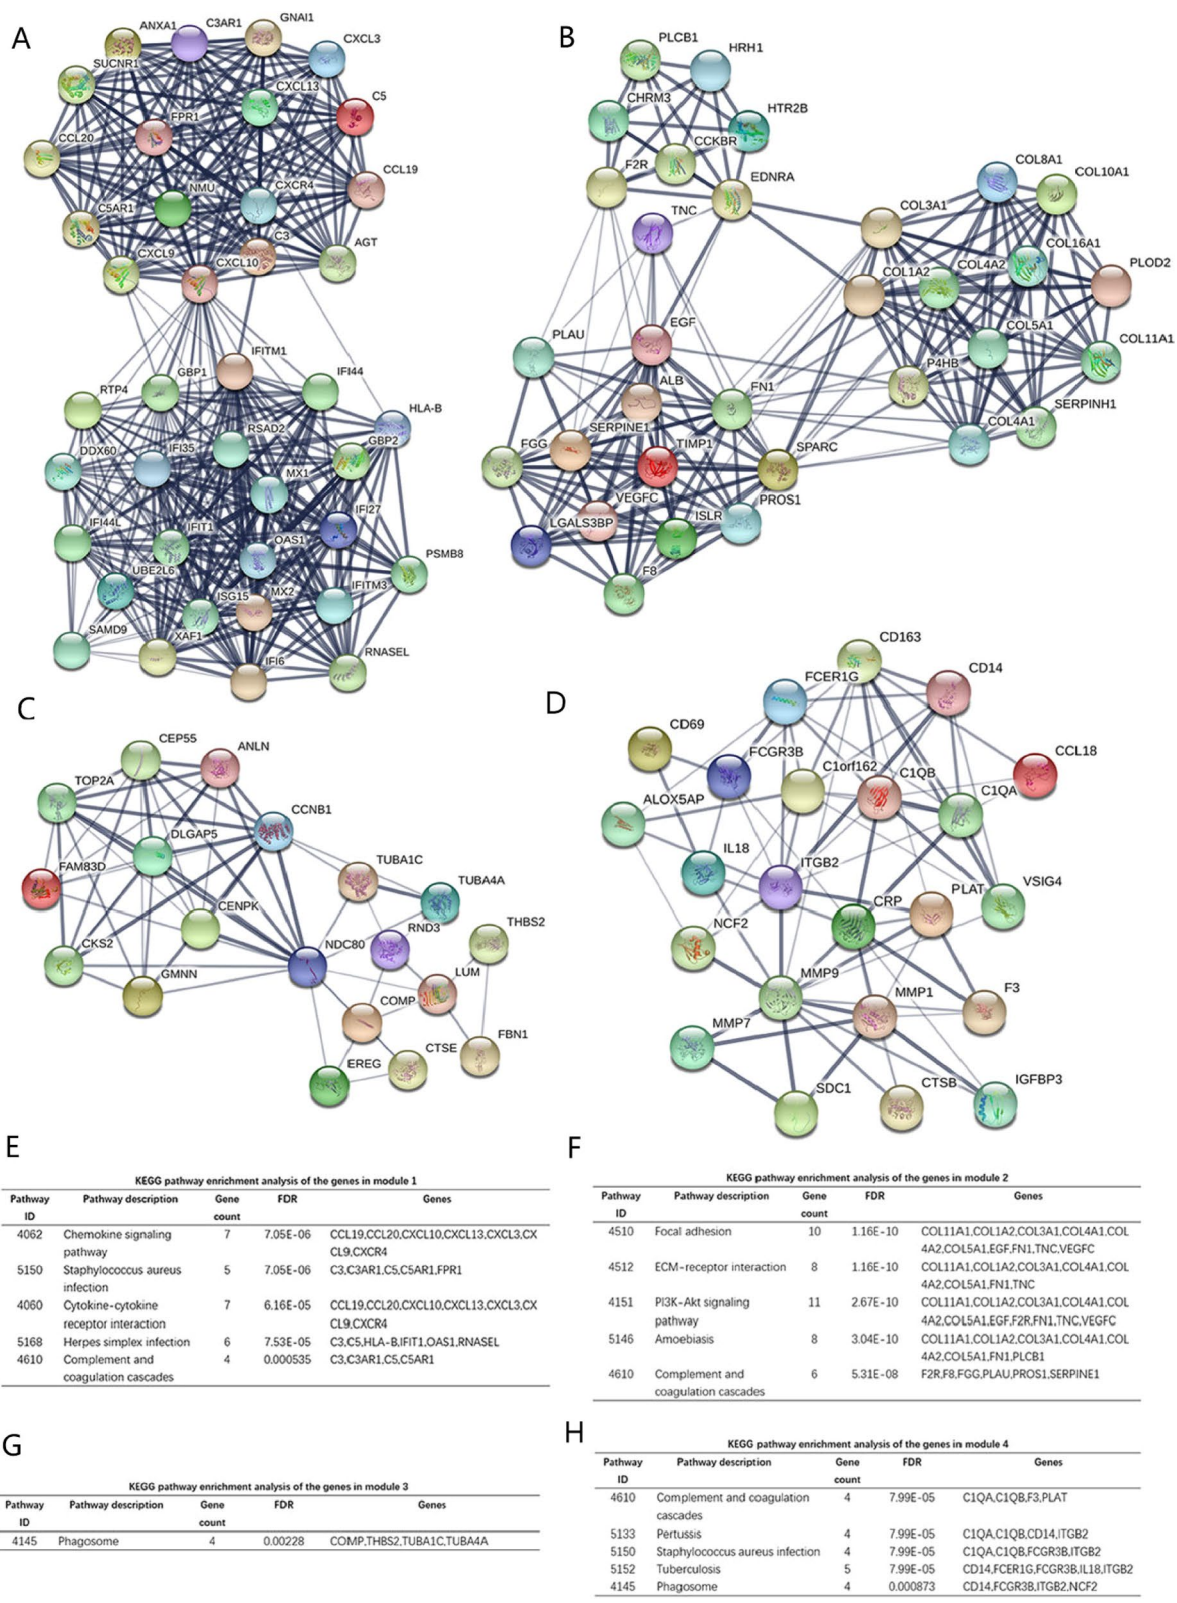 A
ANXA1
C3AR1
GNAI1
CXCL3
SUCNR1
CXCL13
C5
FPR1
CCL20
CCL19
NMU
CXCR4
C5AR1
C3
AGT
CXCL9
CXCL10
IFITM1
GBP1
IFI44
RTP4
HLA-B
RSAD2
GBP2
DDX60
IFI35
MX1
IFI27
IFI44L
IFIT1
OAS1
PSMB8
UBE2L6
ISG15
MX2
IFITM3
SAMD9
XAF1
IFI6
RNASEL
B
PLCB1
HRH1
CHRM3
HTR2B
CCKBR
F2R
EDNRA
TNC
COL8A1
COL10A1
COL3A1
COL16A1
COL4A2
PLOD2
COL1A2
COL5A1
COL11A1
P4HB
SERPINH1
COL4A1
EGF
PLAU
ALB
FN1
SERPINE1
TIMP1
SPARC
FGG
VEGFC
PROS1
LGALS3BP
ISLR
F8
C
CEP55
ANLN
TOP2A
CCNB1
DLGAP5
TUBA1C
FAM83D
TUBA4A
CENPK
THBS2
RND3
CKS2
NDC80
GMNN
LUM
COMP
FBN1
CTSE
EREG
D
CD163
FCER1G
CD14
CD69
FCGR3B
C1orf162
C1QB
CCL18
C1QA
ALOX5AP
IL18
ITGB2
VSIG4
PLAT
CRP
NCF2
MMP9
MMP1
F3
MMP7
SDC1
CTSB
IGFBP3
E
KEGG pathway enrichment analysis of the genes in module 1
Pathway Pathway description Gene FDR Genes
ID count
4062 Chemokine signaling 7 7.05E-06 CCL19,CCL20,CXCL10,CXCL13,CXCL3,CX
pathway CL9,CXCR4
5150 Staphylococcus aureus 5 7.05E-06 C3,C3AR1,C5,C5AR1,FPR1
infection
4060 Cytokine-cytokine 7 6.16E-05 CCL19,CCL20,CXCL10,CXCL13,CXCL3,CX
receptor interaction CL9,CXCR4
5168 Herpes simplex infection 6 7.53E-05 C3,C5,HLA-B,IFIT1,OAS1,RNASEL
4610 Complement and 4 0.000535 C3,C3AR1,C5,C5AR1
coagulation cascades
F
KEGG pathway enrichment analysis of the genes in module 2
Pathway Pathway description Gene FDR Genes
ID count
4510 Focal adhesion 10 1.16E-10 COL11A1,COL1A2,COL3A1,COL4A1,COL
4A2,COL5A1,EGF,FN1,TNC,VEGFC
4512 ECM-receptor interaction 8 1.16E-10 COL11A1,COL1A2,COL3A1,COL4A1,COL
4A2,COL5A1,FN1,TNC
4151 PI3K-Akt signaling 11 2.67E-10 COL11A1,COL1A2,COL3A1,COL4A1,COL
pathway 4A2,COL5A1,EGF,F2R,FN1,TNC,VEGFC
5146 Amoebiasis 8 3.04E-10 COL11A1,COL1A2,COL3A1,COL4A1,COL
4A2,COL5A1,FN1,PLCB1
4610 Complement and 6 5.31E-08 F2R,F8,FGG,PLAU,PROS1,SERPINE1
coagulation cascades
G
KEGG pathway enrichment analysis of the genes in module 3
Pathway Pathway description Gene FDR Genes
ID count
4145 Phagosome 4 0.00228 COMP,THBS2,TUBA1C,TUBA4A
H
KEGG pathway enrichment analysis of the genes in module 4
Pathway Pathway description Gene FDR Genes
ID count
4610 Complement and coagulation 4 7.99E-05 C1QA,C1QB,F3,PLAT
cascades
5133 Pertussis 4 7.99E-05 C1QA,C1QB,CD14,ITGB2
5150 Staphylococcus aureus infection 4 7.99E-05 C1QA,C1QB,FCGR3B,ITGB2
5152 Tuberculosis 5 7.99E-05 CD14,FCER1G,FCGR3B,IL18,ITGB2
4145 Phagosome 4 0.000873 CD14,FCGR3B,ITGB2,NCF2